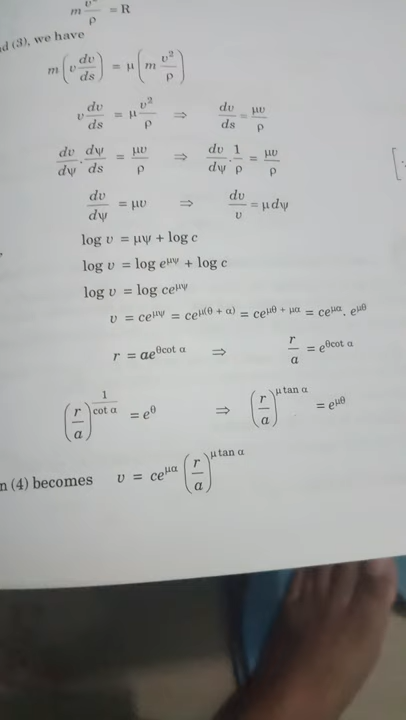 m v²/ρ = R
d (3), we have
m (v dv/ds) = μ (m v²/ρ)
v dv/ds = μ v²/ρ ⇒ dv/ds = μv/ρ
dv/dψ · dψ/ds = μv/ρ ⇒ dv/dψ · 1/ρ = μv/ρ [
dv/dψ = μv ⇒ dv/v = μ dψ
log v = μψ + log c
log v = log e^{μψ} + log c
log v = log ce^{μψ}
v = ce^{μψ} = ce^{μ(θ + α)} = ce^{μθ + μα} = ce^{μα}. e^{μθ}
r = ae^{θcot α} ⇒ r/a = e^{θcot α}
(r/a)^{1/cot α} = e^θ ⇒ (r/a)^{μ tan α} = e^{μθ}
n (4) becomes v = ce^{μα} (r/a)^{μ tan α}